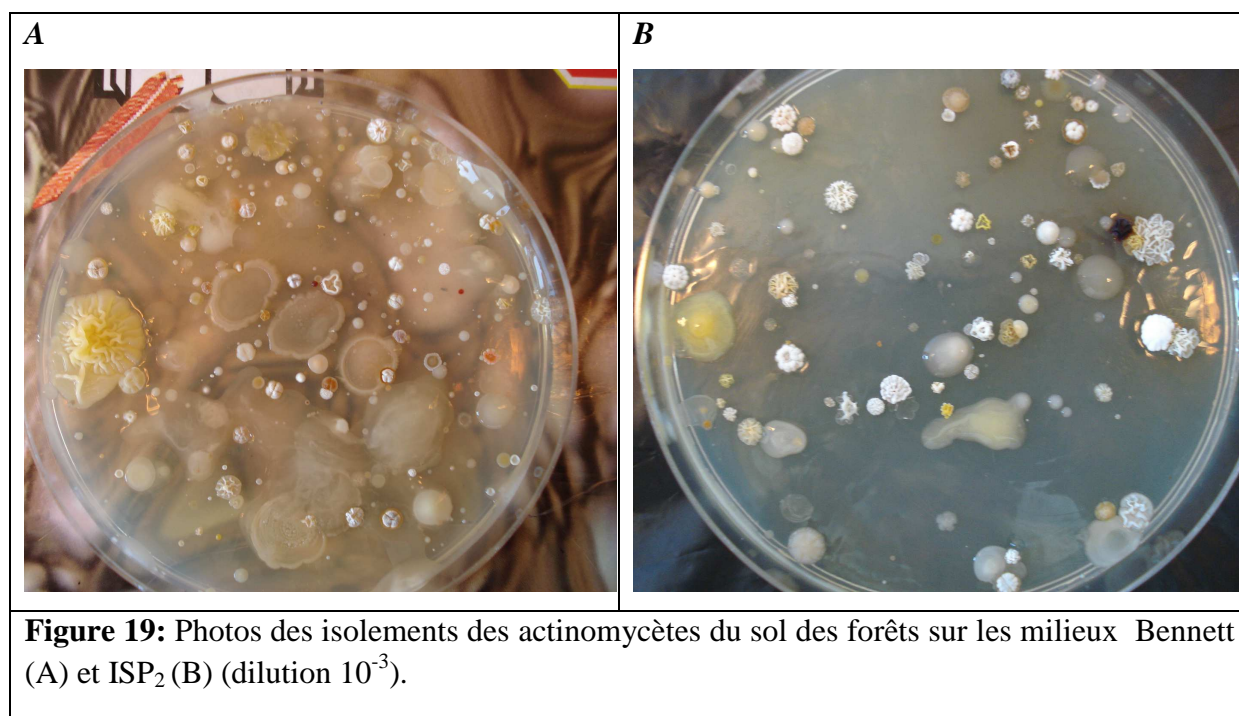 A
B
Figure 19: Photos des isolements des actinomycètes du sol des forêts sur les milieux Bennett
(A) et ISP₂ (B) (dilution 10⁻³).